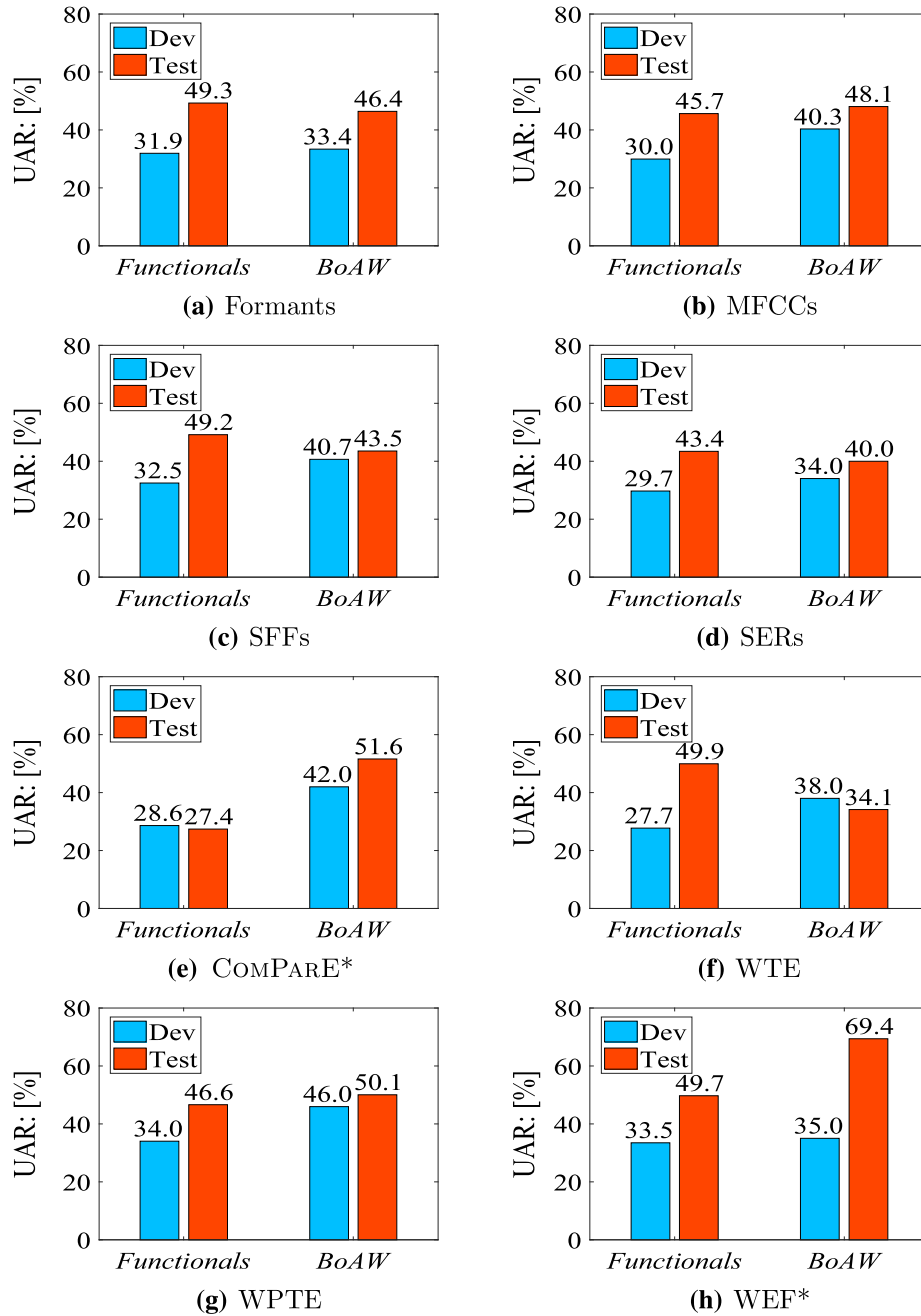 80
60
40
20
0
UAR: [%]
Dev
Test
31.9
49.3
33.4
46.4
Functionals
BoAW
(a) Formants
80
60
40
20
0
UAR: [%]
Dev
Test
30.0
45.7
40.3
48.1
Functionals
BoAW
(b) MFCCs
80
60
40
20
0
UAR: [%]
Dev
Test
32.5
49.2
40.7
43.5
Functionals
BoAW
(c) SFFs
80
60
40
20
0
UAR: [%]
Dev
Test
29.7
43.4
34.0
40.0
Functionals
BoAW
(d) SERs
80
60
40
20
0
UAR: [%]
Dev
Test
28.6
27.4
42.0
51.6
Functionals
BoAW
(e) COMPARE*
80
60
40
20
0
UAR: [%]
Dev
Test
27.7
49.9
38.0
34.1
Functionals
BoAW
(f) WTE
80
60
40
20
0
UAR: [%]
Dev
Test
34.0
46.6
46.0
50.1
Functionals
BoAW
(g) WPTE
80
60
40
20
0
UAR: [%]
Dev
Test
33.5
49.7
35.0
69.4
Functionals
BoAW
(h) WEF*